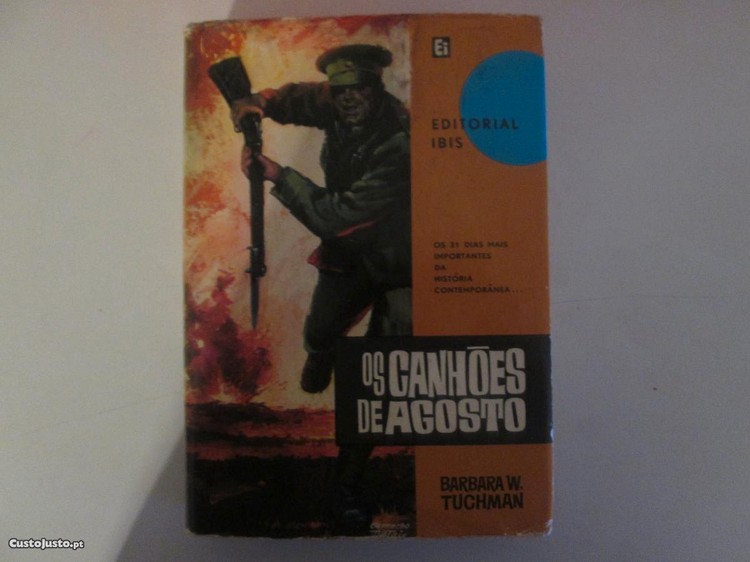 Ei
EDITORIAL
IBIS
OS 31 DIAS MAIS
IMPORTANTES
DA
HISTÓRIA
CONTEMPORÂNEA...
OS CANHÕES
DE AGOSTO
BARBARA W.
TUCHMAN
CustoJusto.pt